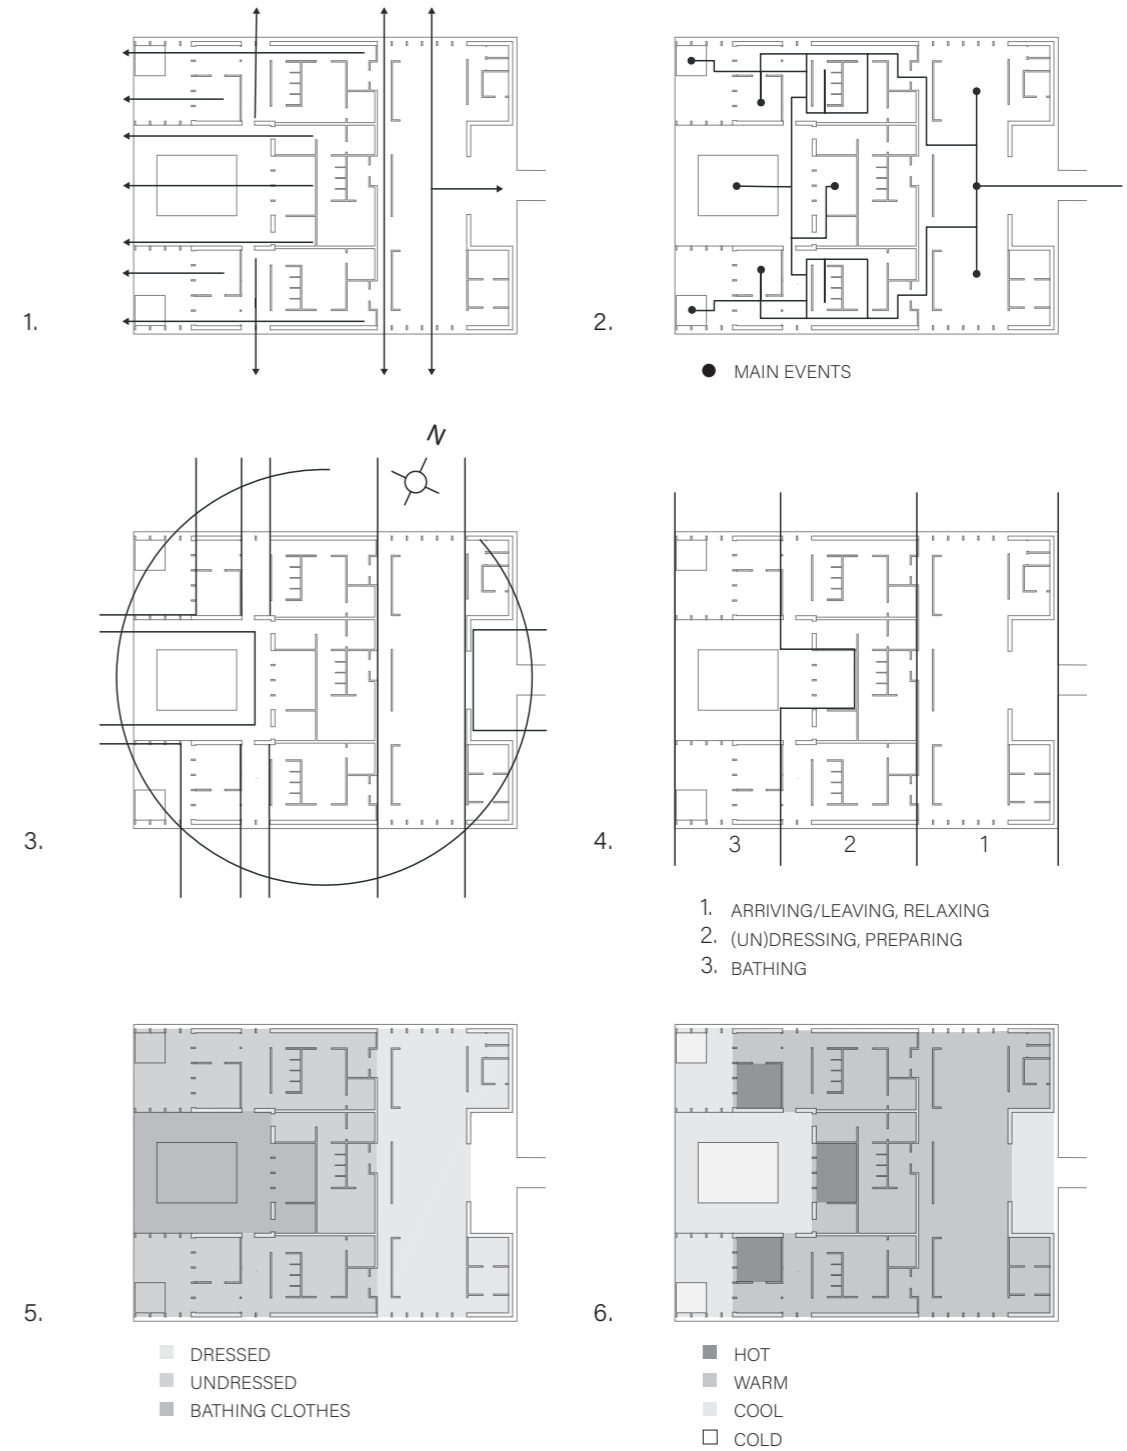 1.
2.
MAIN EVENTS
N
3.
4.
3 2 1
1. ARRIVING/LEAVING, RELAXING
2. (UN)DRESSING, PREPARING
3. BATHING
5.
6.
DRESSED
UNDRESSED
BATHING CLOTHES
HOT
WARM
COOL
COLD